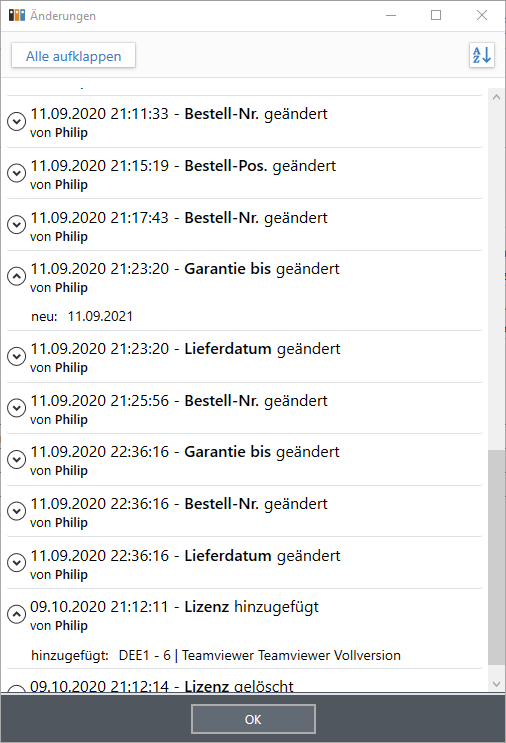 Änderungen
Alle aufklappen
AZ
11.09.2020 21:11:33 - Bestell-Nr. geändert
von Philip
11.09.2020 21:15:19 - Bestell-Pos. geändert
von Philip
11.09.2020 21:17:43 - Bestell-Nr. geändert
von Philip
11.09.2020 21:23:20 - Garantie bis geändert
von Philip
neu: 11.09.2021
11.09.2020 21:23:20 - Lieferdatum geändert
von Philip
11.09.2020 21:25:56 - Bestell-Nr. geändert
von Philip
11.09.2020 22:36:16 - Garantie bis geändert
von Philip
11.09.2020 22:36:16 - Bestell-Nr. geändert
von Philip
11.09.2020 22:36:16 - Lieferdatum geändert
von Philip
09.10.2020 21:12:11 - Lizenz hinzugefügt
von Philip
hinzugefügt: DEE1 - 6 | Teamviewer Teamviewer Vollversion
09.10.2020 21:12:14 - Lizenz gelöscht
OK